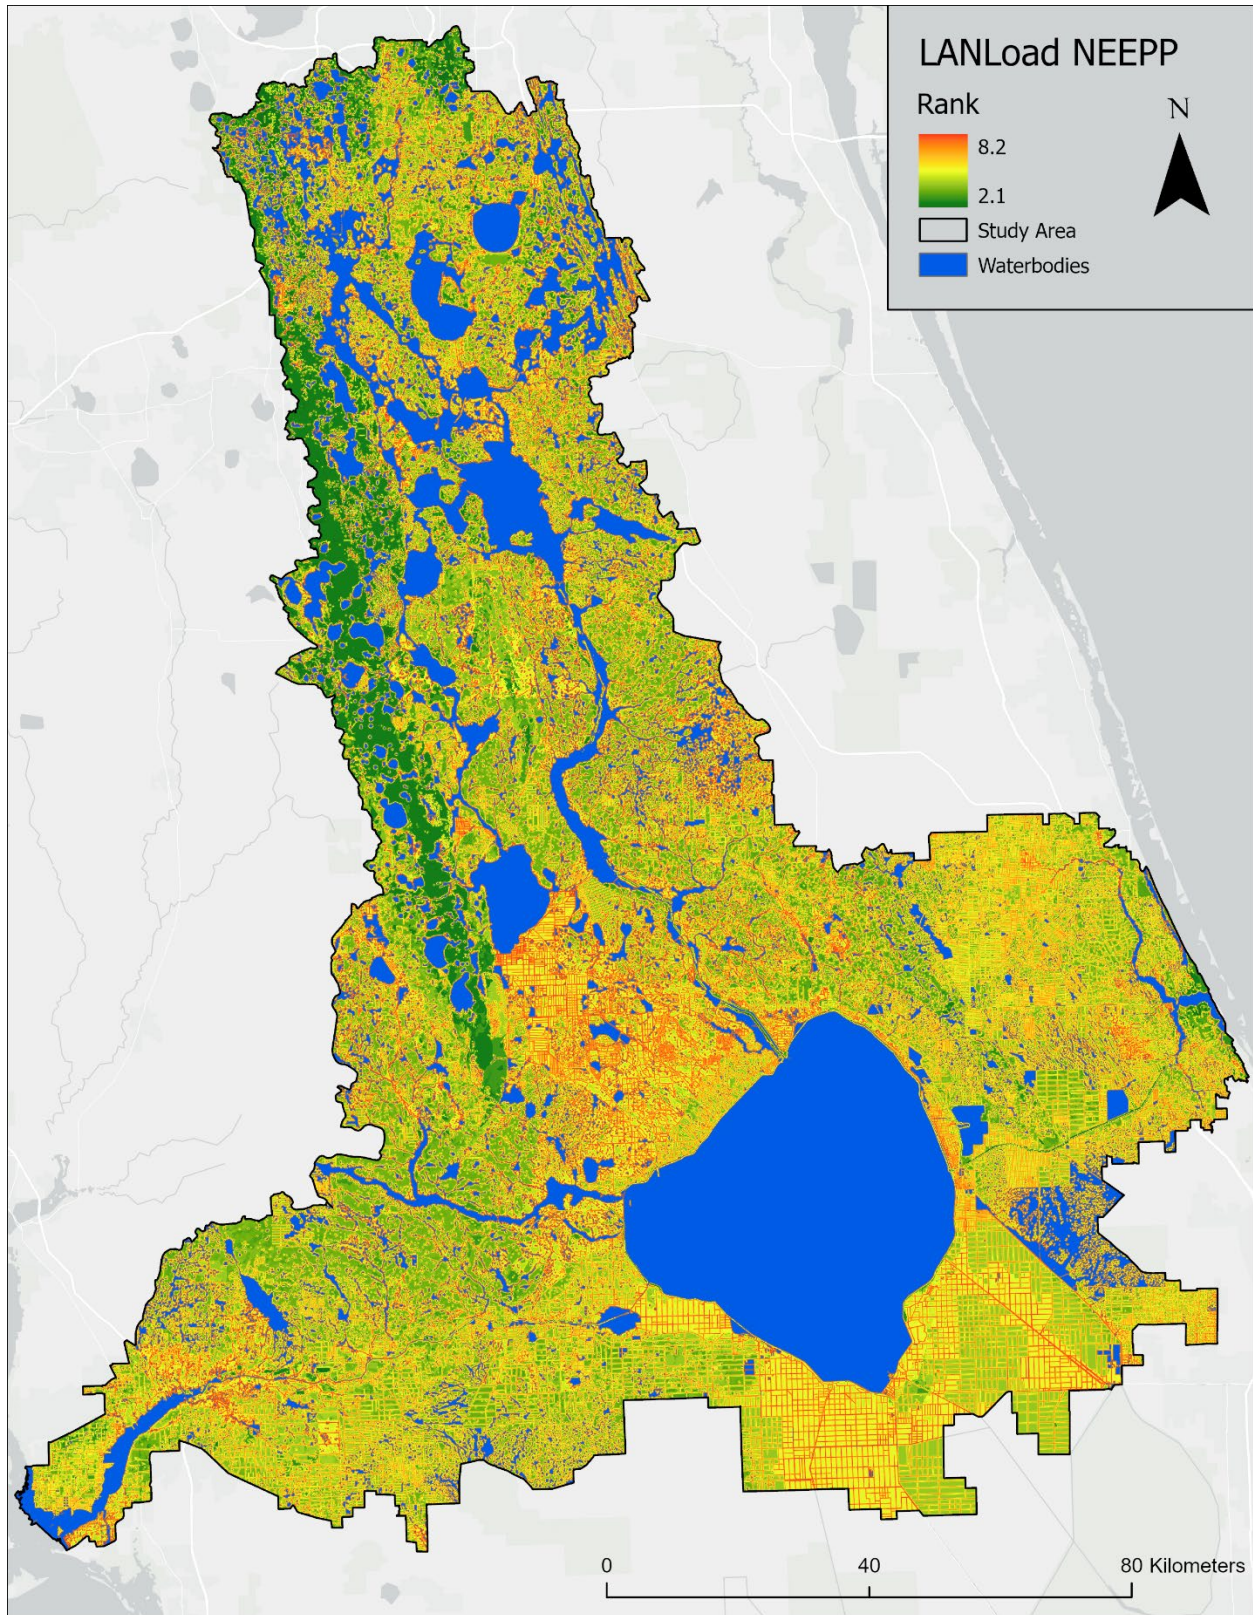 LANLoad NEEPP
Rank
N
8.2
2.1
Study Area
Waterbodies
0 40 80 Kilometers